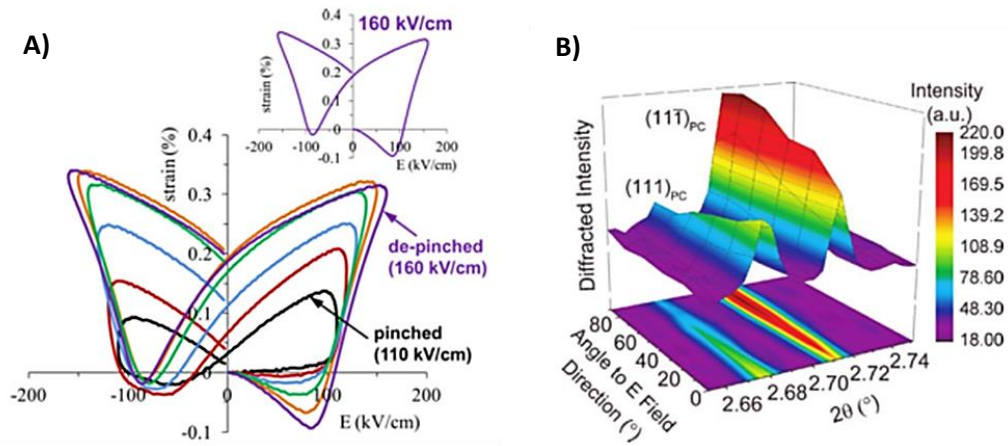 A)
160 kV/cm
0.4
0.3
0.2
0.1
0
-0.1
strain (%)
-200
-100
0
100
200
E (kV/cm)
0.4
0.3
0.2
0.1
0
-0.1
strain (%)
de-pinched
(160 kV/cm)
pinched
(110 kV/cm)
-200
-100
0
100
200
E (kV/cm)
B)
Intensity
(a.u.)
220.0
199.8
169.5
139.2
108.9
78.60
48.30
18.00
(111̄)PC
(111)PC
Diffracted Intensity
80
60
40
20
0
Angle to E Field
Direction (°)
2.66
2.68
2.70
2.72
2.74
2θ (°)